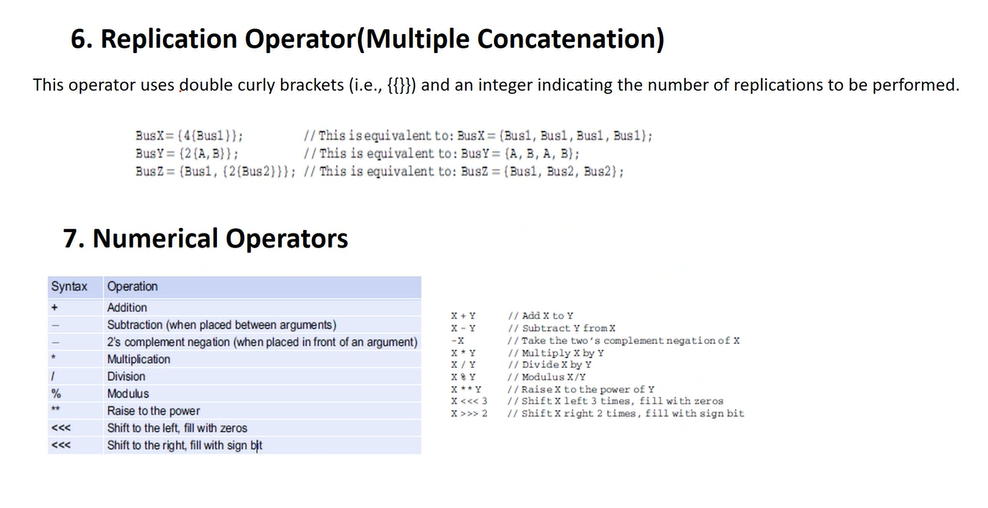 6. Replication Operator(Multiple Concatenation)
This operator uses double curly brackets (i.e., {{}}) and an integer indicating the number of replications to be performed.
BusX = {4{Bus1}}; // This is equivalent to: BusX = {Bus1, Bus1, Bus1, Bus1};
BusY = {2{A, B}}; // This is equivalent to: BusY = {A, B, A, B};
BusZ = {Bus1, {2{Bus2}}}; // This is equivalent to: BusZ = {Bus1, Bus2, Bus2};
7. Numerical Operators
Syntax Operation
+ Addition
– Subtraction (when placed between arguments)
– 2's complement negation (when placed in front of an argument)
* Multiplication
/ Division
% Modulus
** Raise to the power
<<< Shift to the left, fill with zeros
<<< Shift to the right, fill with sign bit
X + Y // Add X to Y
X - Y // Subtract Y from X
-X // Take the two's complement negation of X
X * Y // Multiply X by Y
X / Y // Divide X by Y
X % Y // Modulus X/Y
X ** Y // Raise X to the power of Y
X <<< 3 // Shift X left 3 times, fill with zeros
X >>> 2 // Shift X right 2 times, fill with sign bit